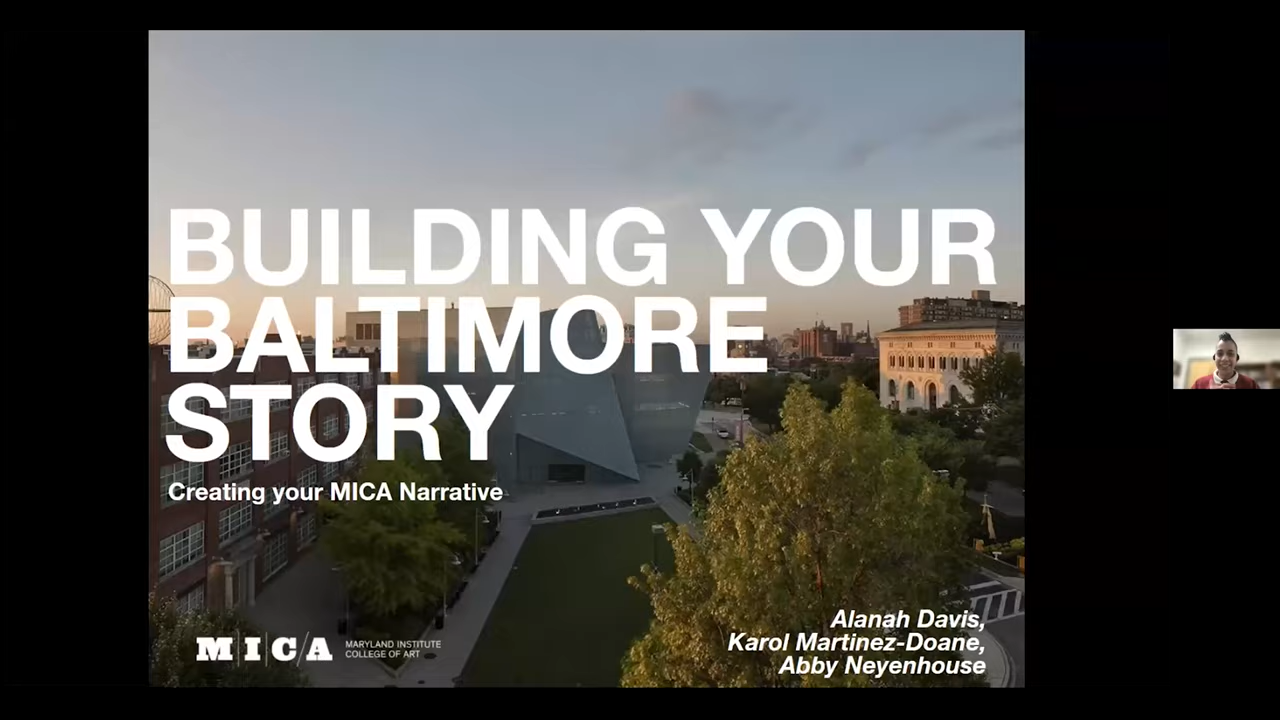 BUILDING YOUR
BALTIMORE
STORY
Creating your MICA Narrative
Alanah Davis,
Karol Martinez-Doane,
Abby Neyenhouse
MICA
MARYLAND INSTITUTE
COLLEGE OF ART